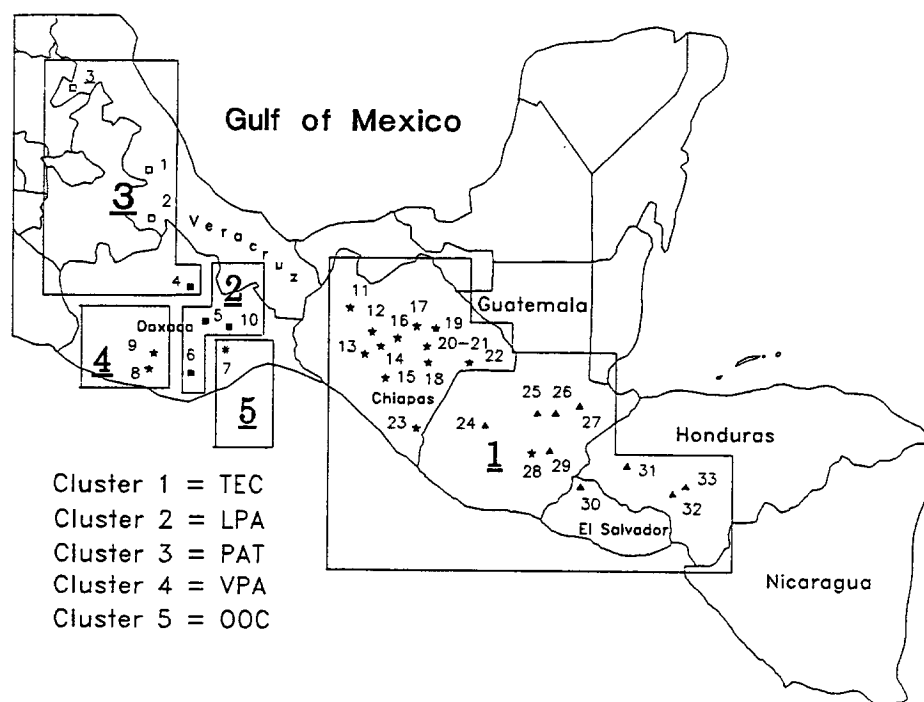 3
Gulf of Mexico
1
3
2
Veracruz
4
2
Guatemala
11
17
12
16
19
5
10
Oaxaca
20-21
9
13
14
22
4
6
8
7
15
18
Chiapas
5
23
24
25
26
27
1
Honduras
28
29
31
33
30
32
El Salvador
Nicaragua
Cluster 1 = TEC
Cluster 2 = LPA
Cluster 3 = PAT
Cluster 4 = VPA
Cluster 5 = OOC